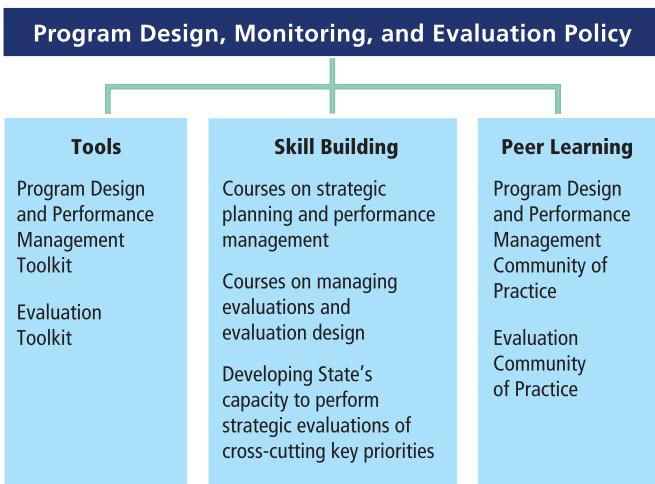 Program Design, Monitoring, and Evaluation Policy
Tools
Program Design
and Performance
Management
Toolkit
Evaluation
Toolkit
Skill Building
Courses on strategic
planning and performance
management
Courses on managing
evaluations and
evaluation design
Developing State’s
capacity to perform
strategic evaluations of
cross-cutting key priorities
Peer Learning
Program Design
and Performance
Management
Community of
Practice
Evaluation
Community
of Practice